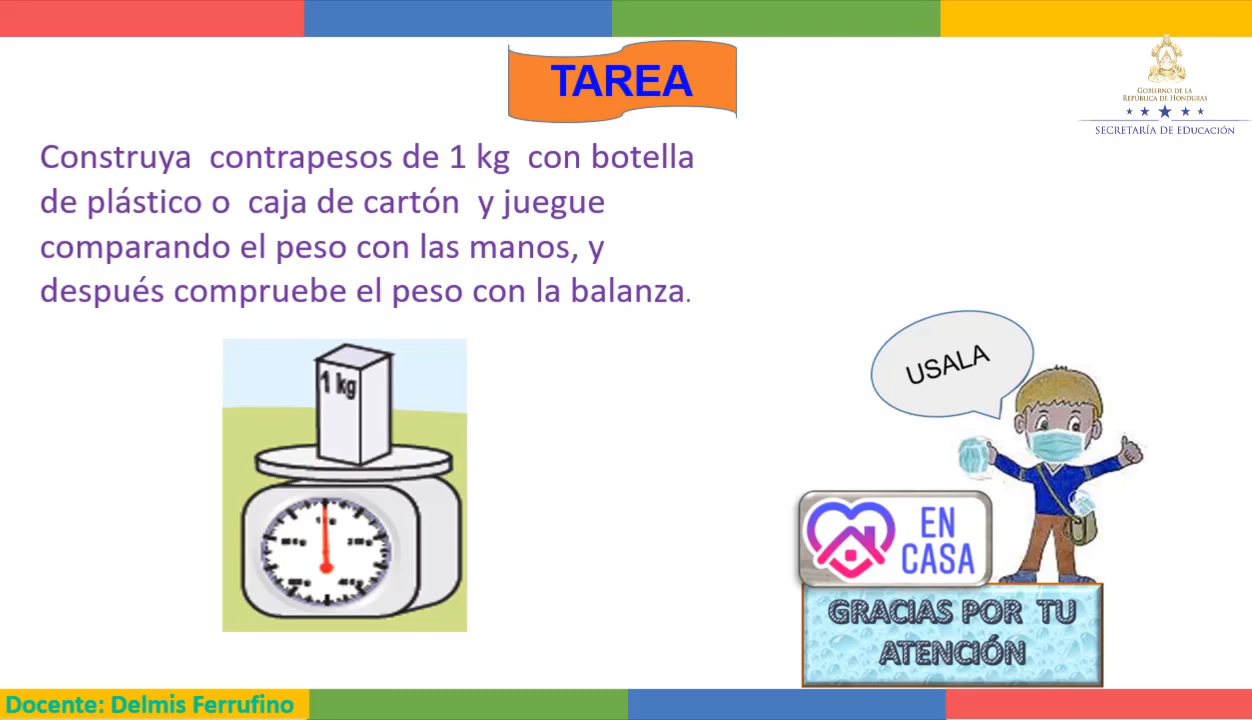 TAREA
GOBIERNO DE LA
REPÚBLICA DE HONDURAS
SECRETARÍA DE EDUCACIÓN
Construya contrapesos de 1 kg con botella
de plástico o caja de cartón y juegue
comparando el peso con las manos, y
después compruebe el peso con la balanza.
1 kg
USALA
EN
CASA
GRACIAS POR TU
ATENCIÓN
Docente: Delmis Ferrufino